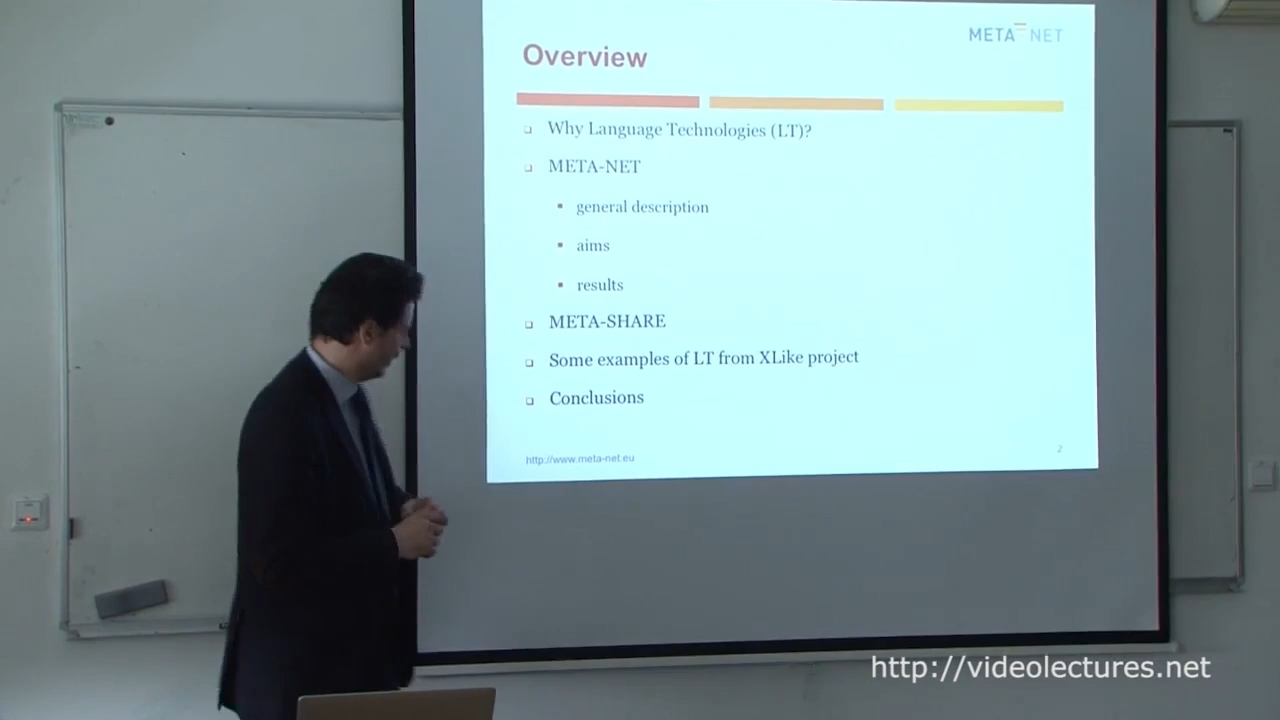 META NET
Overview
Why Language Technologies (LT)?
META-NET
general description
aims
results
META-SHARE
Some examples of LT from XLike project
Conclusions
http://www.meta-net.eu
2
http://videolectures.net